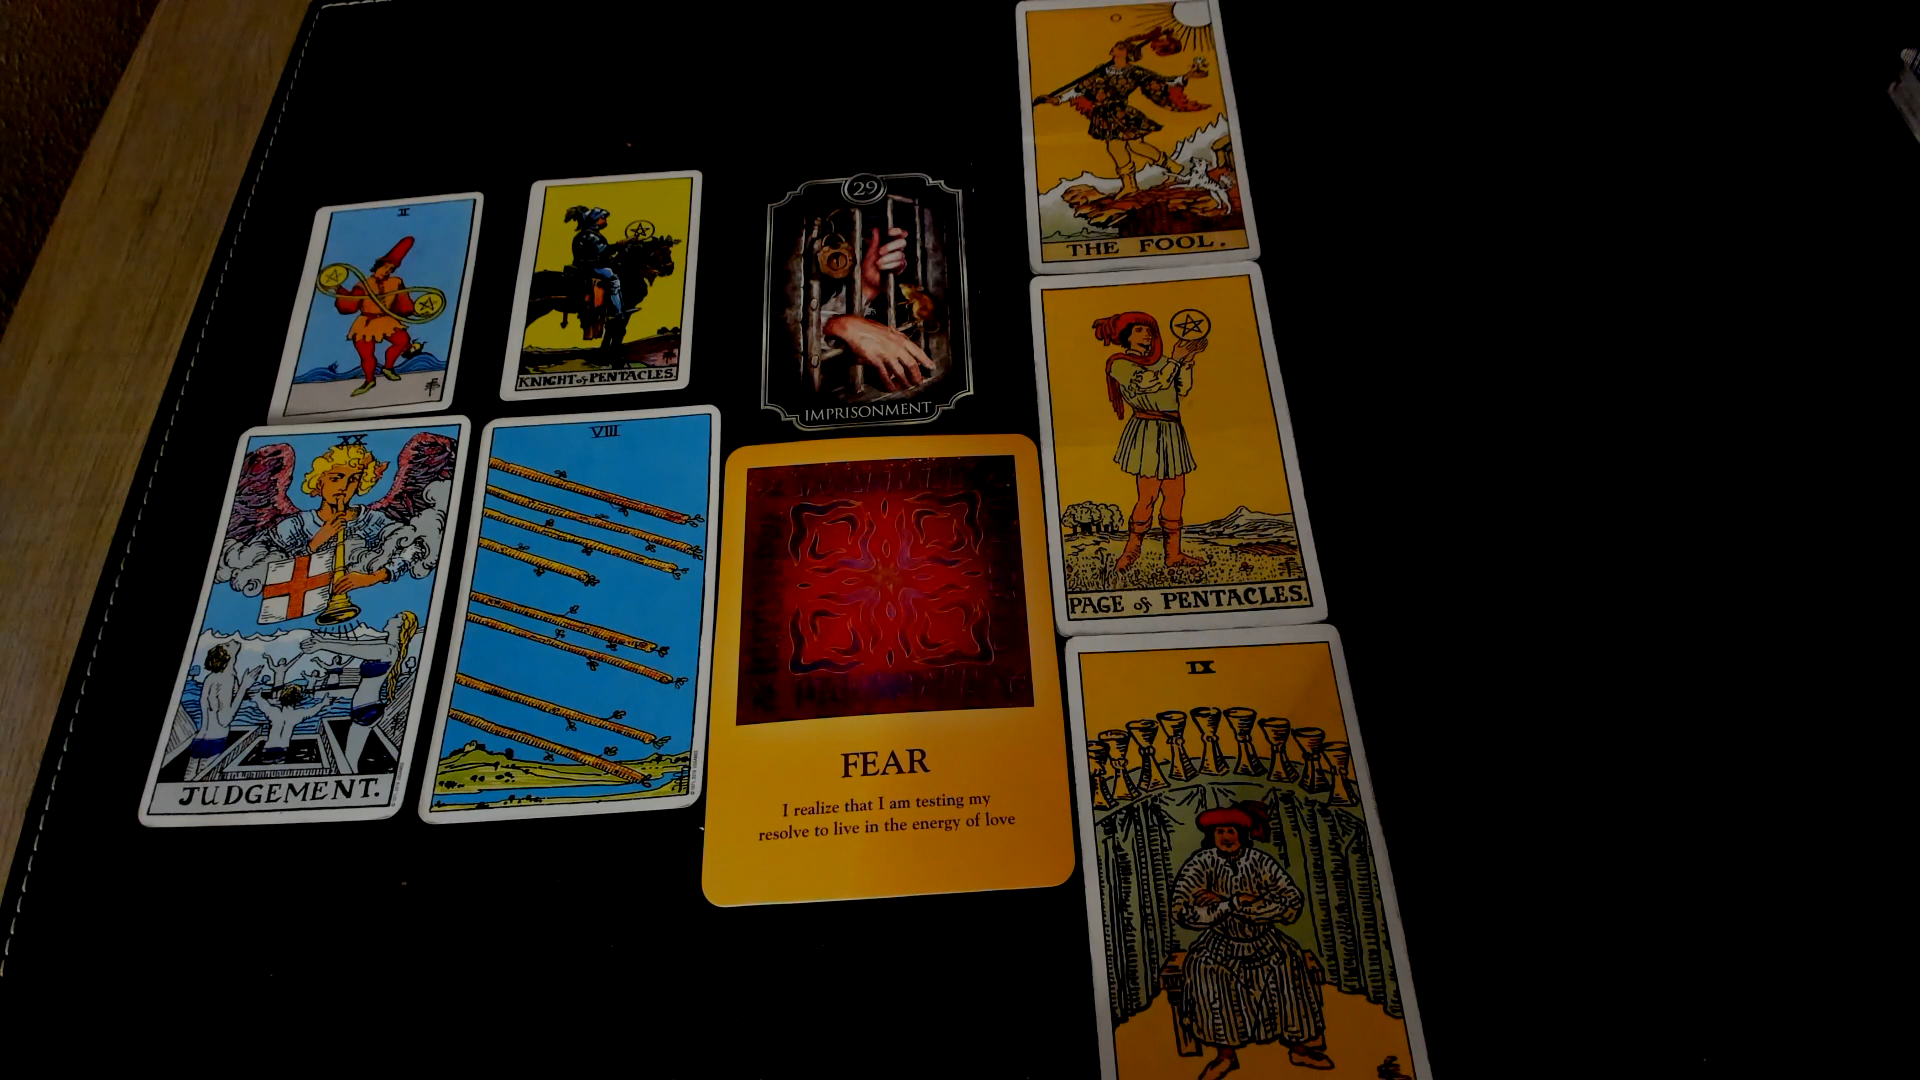 II
KNIGHT of PENTACLES.
29
IMPRISONMENT
THE FOOL.
XX
JUDGEMENT.
VIII
FEAR
I realize that I am testing my
resolve to live in the energy of love
PAGE of PENTACLES.
IX